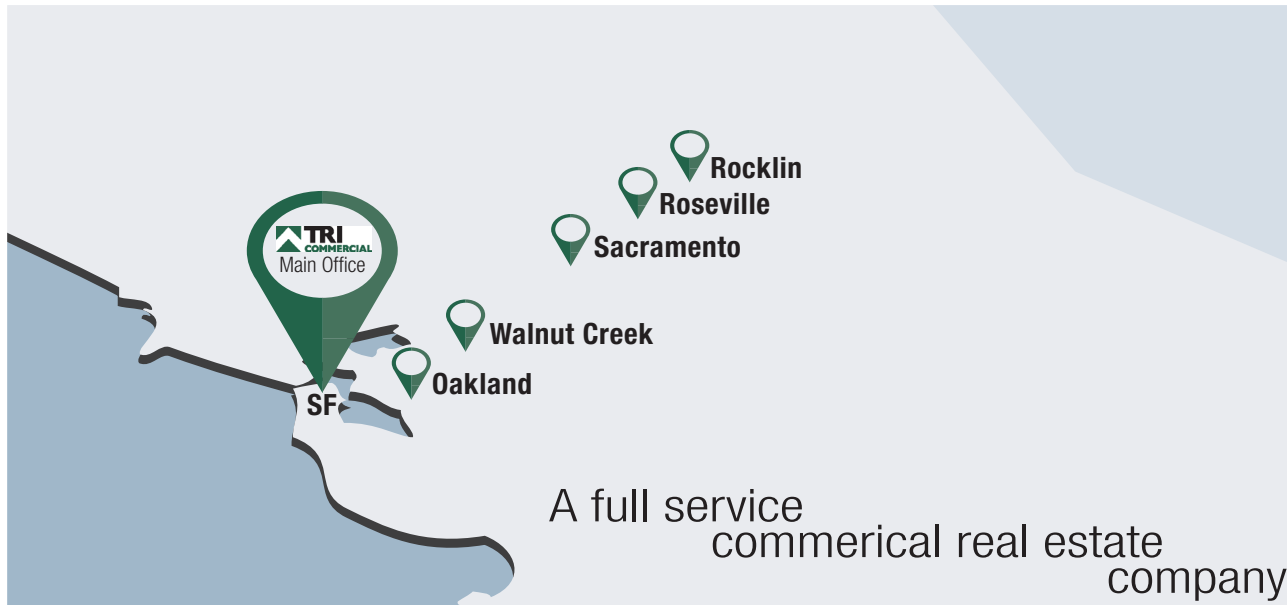 Rocklin
Roseville
Sacramento
TRI
COMMERCIAL
Main Office
Walnut Creek
Oakland
SF
A full service
commerical real estate
company